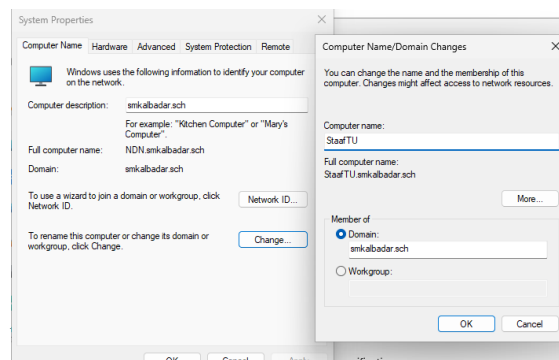 System Properties
Computer Name Hardware Advanced System Protection Remote
Windows uses the following information to identify your computer
on the network.
Computer description: smkalbadar.sch
For example: "Kitchen Computer" or "Mary's
Computer".
Full computer name: NDN.smkalbadar.sch
Domain: smkalbadar.sch
To use a wizard to join a domain or workgroup, click
Network ID.
Network ID...
To rename this computer or change its domain or
workgroup, click Change.
Change...
OK Cancel Apply
Computer Name/Domain Changes
You can change the name and the membership of this
computer. Changes might affect access to network resources.
Computer name:
StaafTU
Full computer name:
StaafTU.smkalbadar.sch
More...
Member of
Domain:
smkalbadar.sch
Workgroup:
OK Cancel